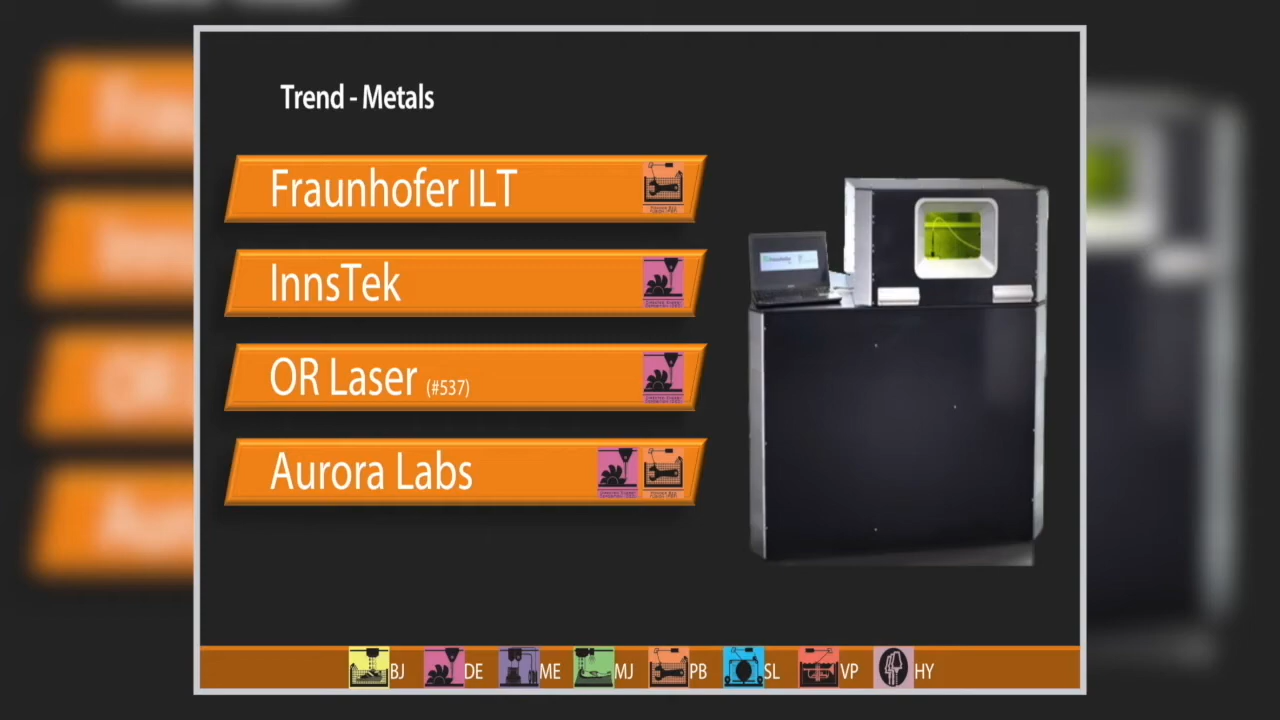 Trend - Metals
Fraunhofer ILT
InnsTek
OR Laser (#537)
Aurora Labs
BJ DE ME MJ PB SL VP HY